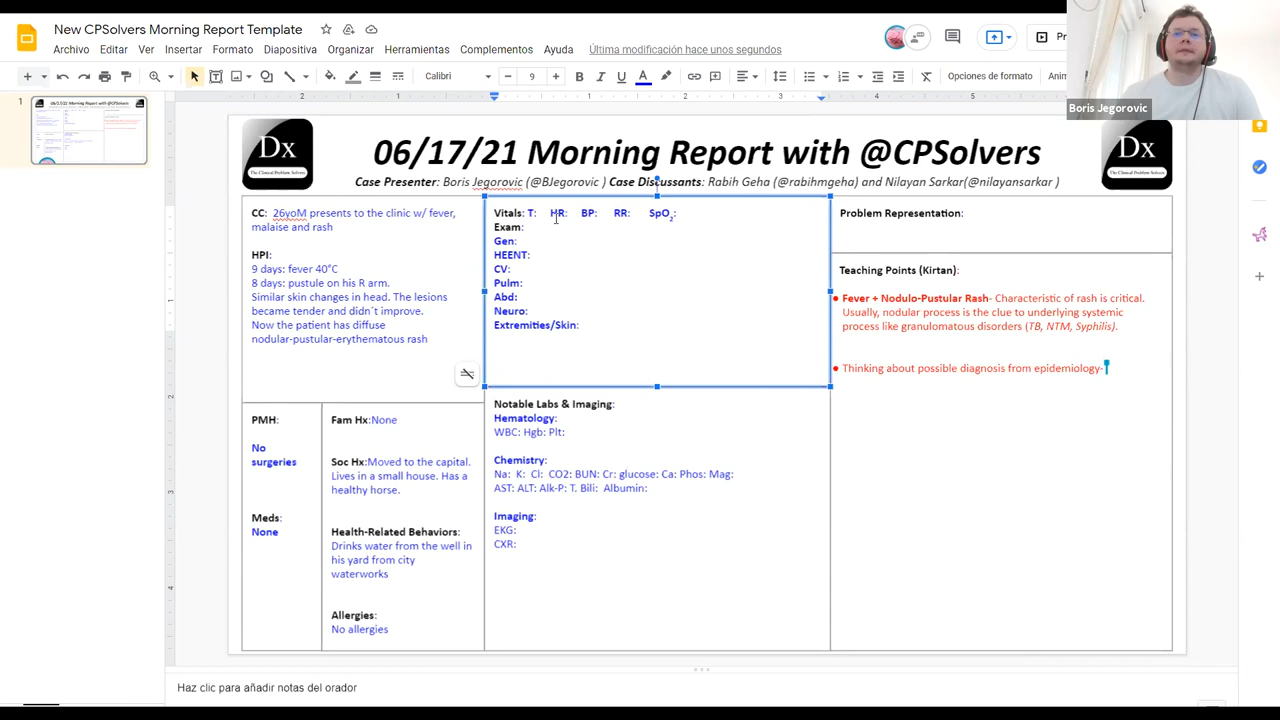 New CPSolvers Morning Report Template
Archivo Editar Ver Insertar Formato Diapositiva Organizar Herramientas Complementos Ayuda Última modificación hace unos segundos
Calibri 9 Opciones de formato
Boris Jegorovic
1
Dx
06/17/21 Morning Report with @CPSolvers
Dx
Case Presenter: Boris Jegorovic (@BJegorovic ) Case Discussants: Rabih Geha (@rabihmgeha) and Nilayan Sarkar(@nilayansarkar )
CC: 26yoM presents to the clinic w/ fever,
malaise and rash
HPI:
9 days: fever 40°C
8 days: pustule on his R arm.
Similar skin changes in head. The lesions
became tender and didn´t improve.
Now the patient has diffuse
nodular-pustular-erythematous rash
PMH:
No
surgeries
Meds:
None
Fam Hx:None
Soc Hx:Moved to the capital.
Lives in a small house. Has a
healthy horse.
Health-Related Behaviors:
Drinks water from the well in
his yard from city
waterworks
Allergies:
No allergies
Vitals: T: HR: BP: RR: SpO2:
Exam:
Gen:
HEENT:
CV:
Pulm:
Abd:
Neuro:
Extremities/Skin:
Notable Labs & Imaging:
Hematology:
WBC: Hgb: Plt:
Chemistry:
Na: K: Cl: CO2: BUN: Cr: glucose: Ca: Phos: Mag:
AST: ALT: Alk-P: T. Bili: Albumin:
Imaging:
EKG:
CXR:
Problem Representation:
Teaching Points (Kirtan):
● Fever + Nodulo-Pustular Rash- Characteristic of rash is critical.
Usually, nodular process is the clue to underlying systemic
process like granulomatous disorders (TB, NTM, Syphilis).
● Thinking about possible diagnosis from epidemiology-
Haz clic para añadir notas del orador